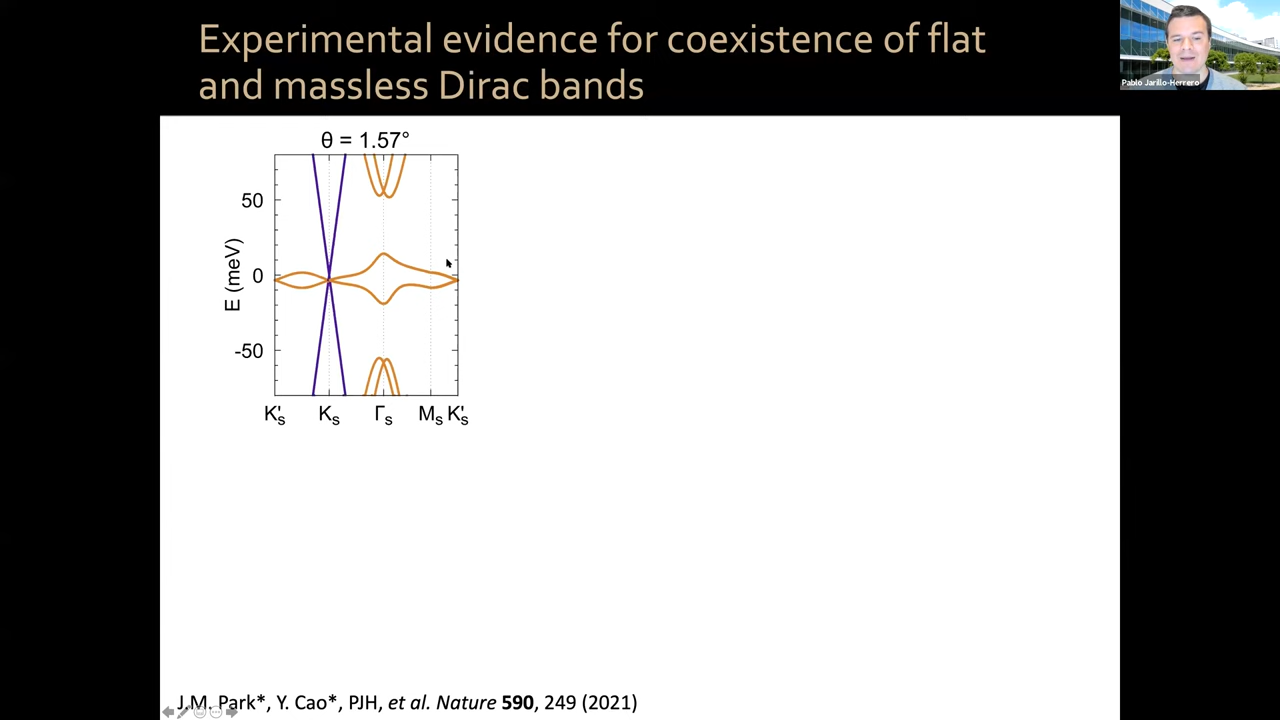 Experimental evidence for coexistence of flat
and massless Dirac bands
Pablo Jarillo-Herrero
θ = 1.57°
50
0
-50
E (meV)
K's Ks Γs Ms K's
J.M. Park*, Y. Cao*, PJH, et al. Nature 590, 249 (2021)